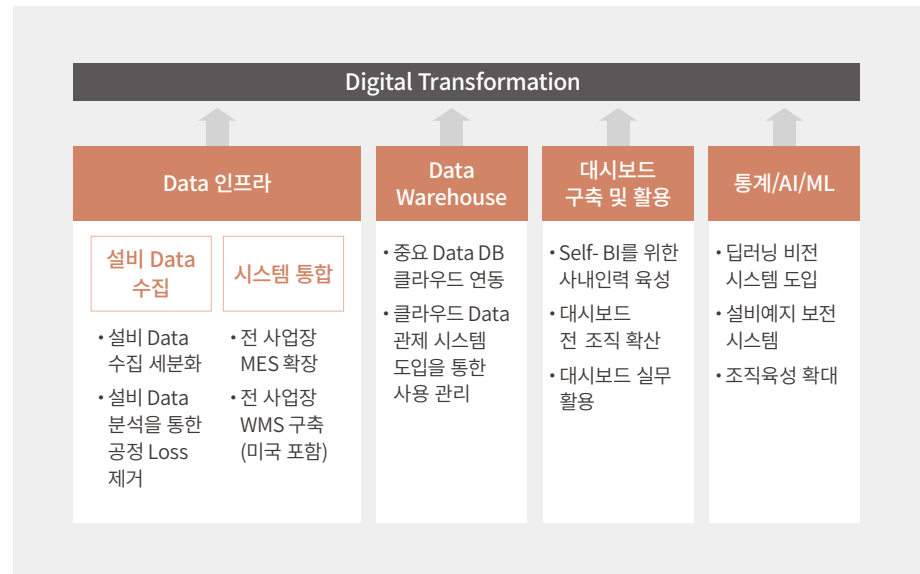 Digital Transformation
Data 인프라
설비 Data
수집
• 설비 Data
수집 세분화
• 설비 Data
분석을 통한
공정 Loss
제거
시스템 통합
• 전 사업장
MES 확장
• 전 사업장
WMS 구축
(미국 포함)
Data
Warehouse
• 중요 Data DB
클라우드 연동
• 클라우드 Data
관제 시스템
도입을 통한
사용 관리
대시보드
구축 및 활용
• Self- BI를 위한
사내인력 육성
• 대시보드
전 조직 확산
• 대시보드 실무
활용
통계/AI/ML
• 딥러닝 비전
시스템 도입
• 설비예지 보전
시스템
• 조직육성 확대